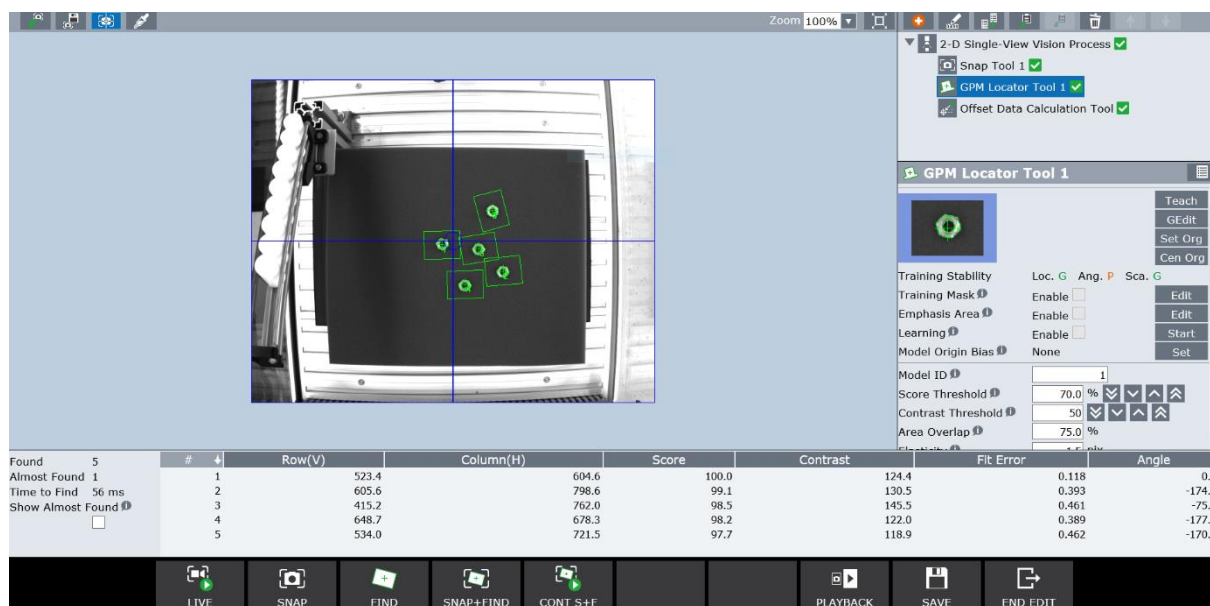 Zoom 100%
2-D Single-View Vision Process
Snap Tool 1
GPM Locator Tool 1
Offset Data Calculation Tool
GPM Locator Tool 1
Teach
GEdit
Set Org
Cen Org
Training Stability Loc. G Ang. P Sca. G
Training Mask Enable Edit
Emphasis Area Enable Edit
Learning Enable Start
Model Origin Bias None Set
Model ID 1
Score Threshold 70.0 %
Contrast Threshold 50
Area Overlap 75.0 %
Found 5
Almost Found 1
Time to Find 56 ms
Show Almost Found
# Row(V) Column(H) Score Contrast Fit Error Angle
1 523.4 604.6 100.0 124.4 0.118 0.
2 605.6 798.6 99.1 130.5 0.393 -174.
3 415.2 762.0 98.5 145.5 0.461 -75.
4 648.7 678.3 98.2 122.0 0.389 -177.
5 534.0 721.5 97.7 118.9 0.462 -170.
LIVE SNAP FIND SNAP+FIND CONT S+F PLAYBACK SAVE END EDIT